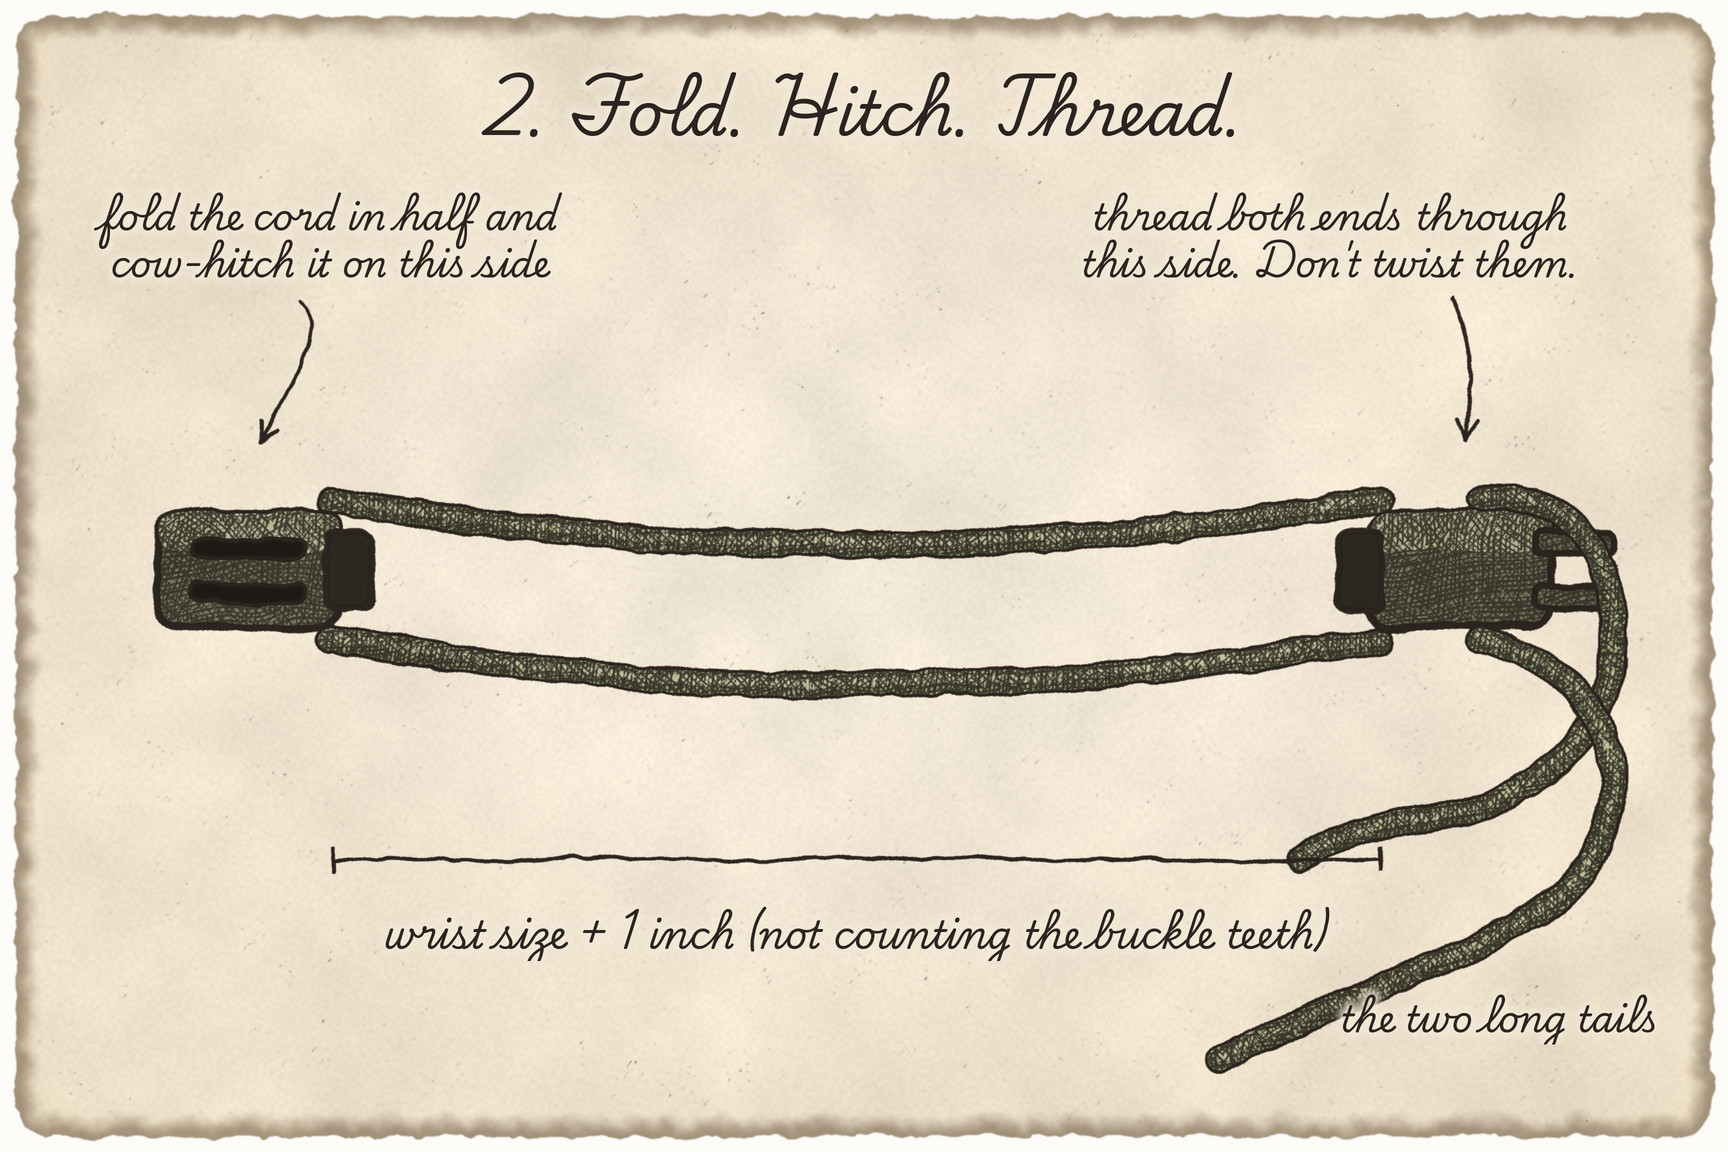 2. Fold. Hitch. Thread.
fold the cord in half and
cow-hitch it on this side
thread both ends through
this side. Don't twist them.
wrist size + 1 inch (not counting the buckle teeth)
the two long tails